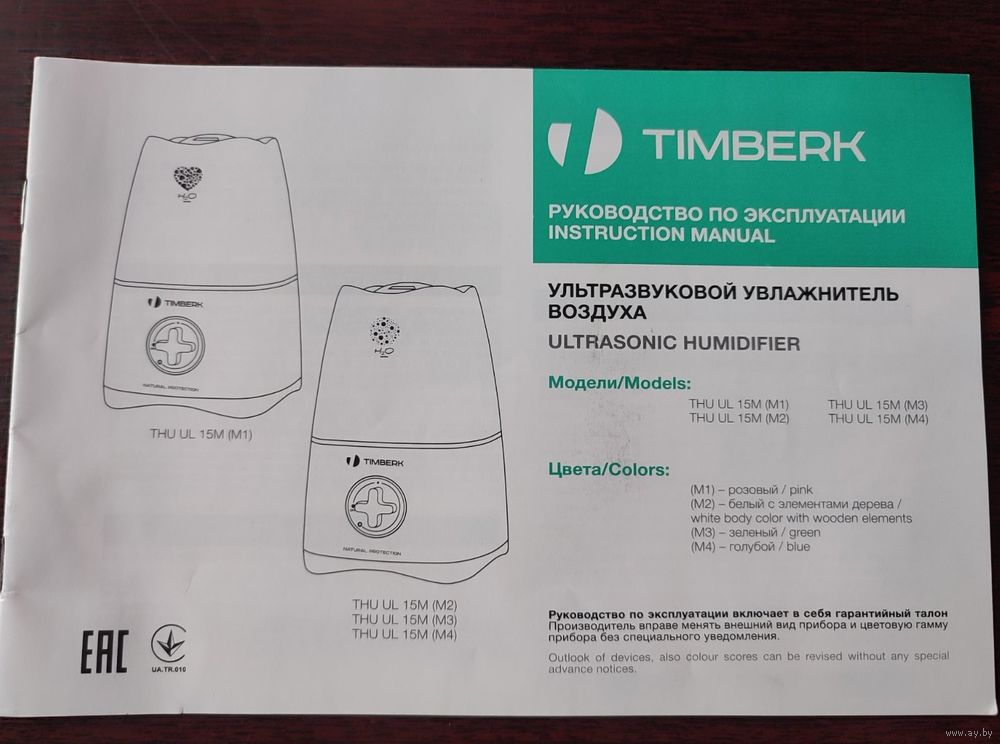 H₂O
TIMBERK
NATURAL PROTECTION
THU UL 15M (M1)
H₂O
TIMBERK
NATURAL PROTECTION
THU UL 15M (M2)
THU UL 15M (M3)
THU UL 15M (M4)
EAC
UA.TR.010
TIMBERK
РУКОВОДСТВО ПО ЭКСПЛУАТАЦИИ
INSTRUCTION MANUAL
УЛЬТРАЗВУКОВОЙ УВЛАЖНИТЕЛЬ
ВОЗДУХА
ULTRASONIC HUMIDIFIER
Модели/Models:
THU UL 15M (M1) THU UL 15M (M3)
THU UL 15M (M2) THU UL 15M (M4)
Цвета/Colors:
(M1) – розовый / pink
(M2) – белый с элементами дерева /
white body color with wooden elements
(M3) – зеленый / green
(M4) – голубой / blue
Руководство по эксплуатации включает в себя гарантийный талон
Производитель вправе менять внешний вид прибора и цветовую гамму
прибора без специального уведомления.
Outlook of devices, also colour scores can be revised without any special
advance notices.
www.ay.by